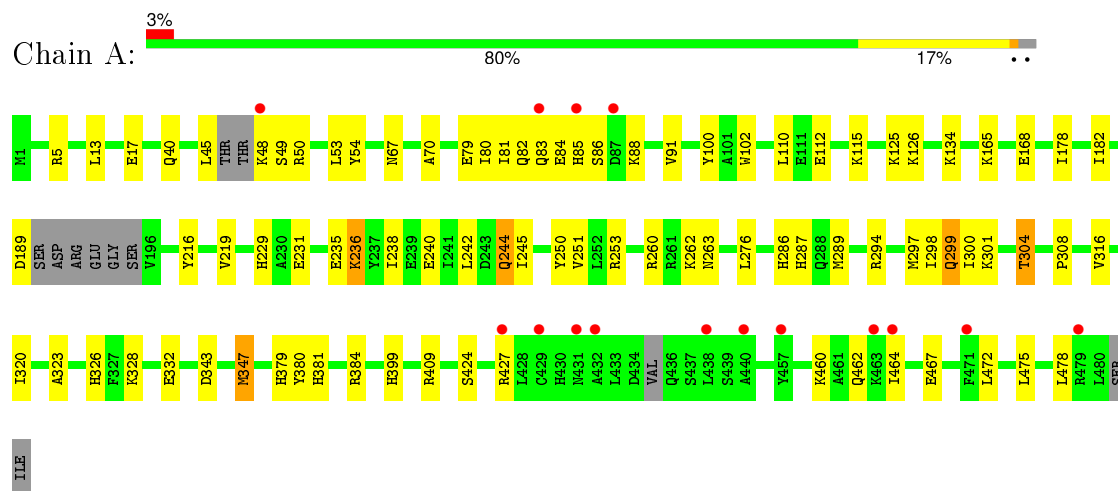 3%
Chain A:
80% 17% ..
M1 R5 L13 E17 Q40 L45 THR THR K48 S49 R50 L53 Y54 N67 A70 E79 I80 I81 Q82 Q83 E84 H85 S86 D87 K88 V91 Y100 A101 W102 L110 E111 E112 K115 K125 K126 K134 K165 E168 I178 I182
D189 SER ASP ARG GLU GLY SER V196 Y216 V219 H229 A230 E231 E235 K236 Y237 I238 E239 E240 I241 L242 D243 Q244 I245 Y250 V251 L252 R253 R260 R261 K262 N263 L276 H286 H287 Q288 M289 R294 M297 I298 Q299 I300 K301 T304 P308 V316
I320 A323 H326 F327 K328 E332 D343 M347 H379 Y380 H381 R384 H399 R409 S424 R427 L428 C429 H430 N431 A432 L433 D434 VAL Q436 S437 L438 S439 A440 Y457 K460 A461 Q462 K463 I464 E467 F471 L472 L475 L478 R479 L480 SER
ILE